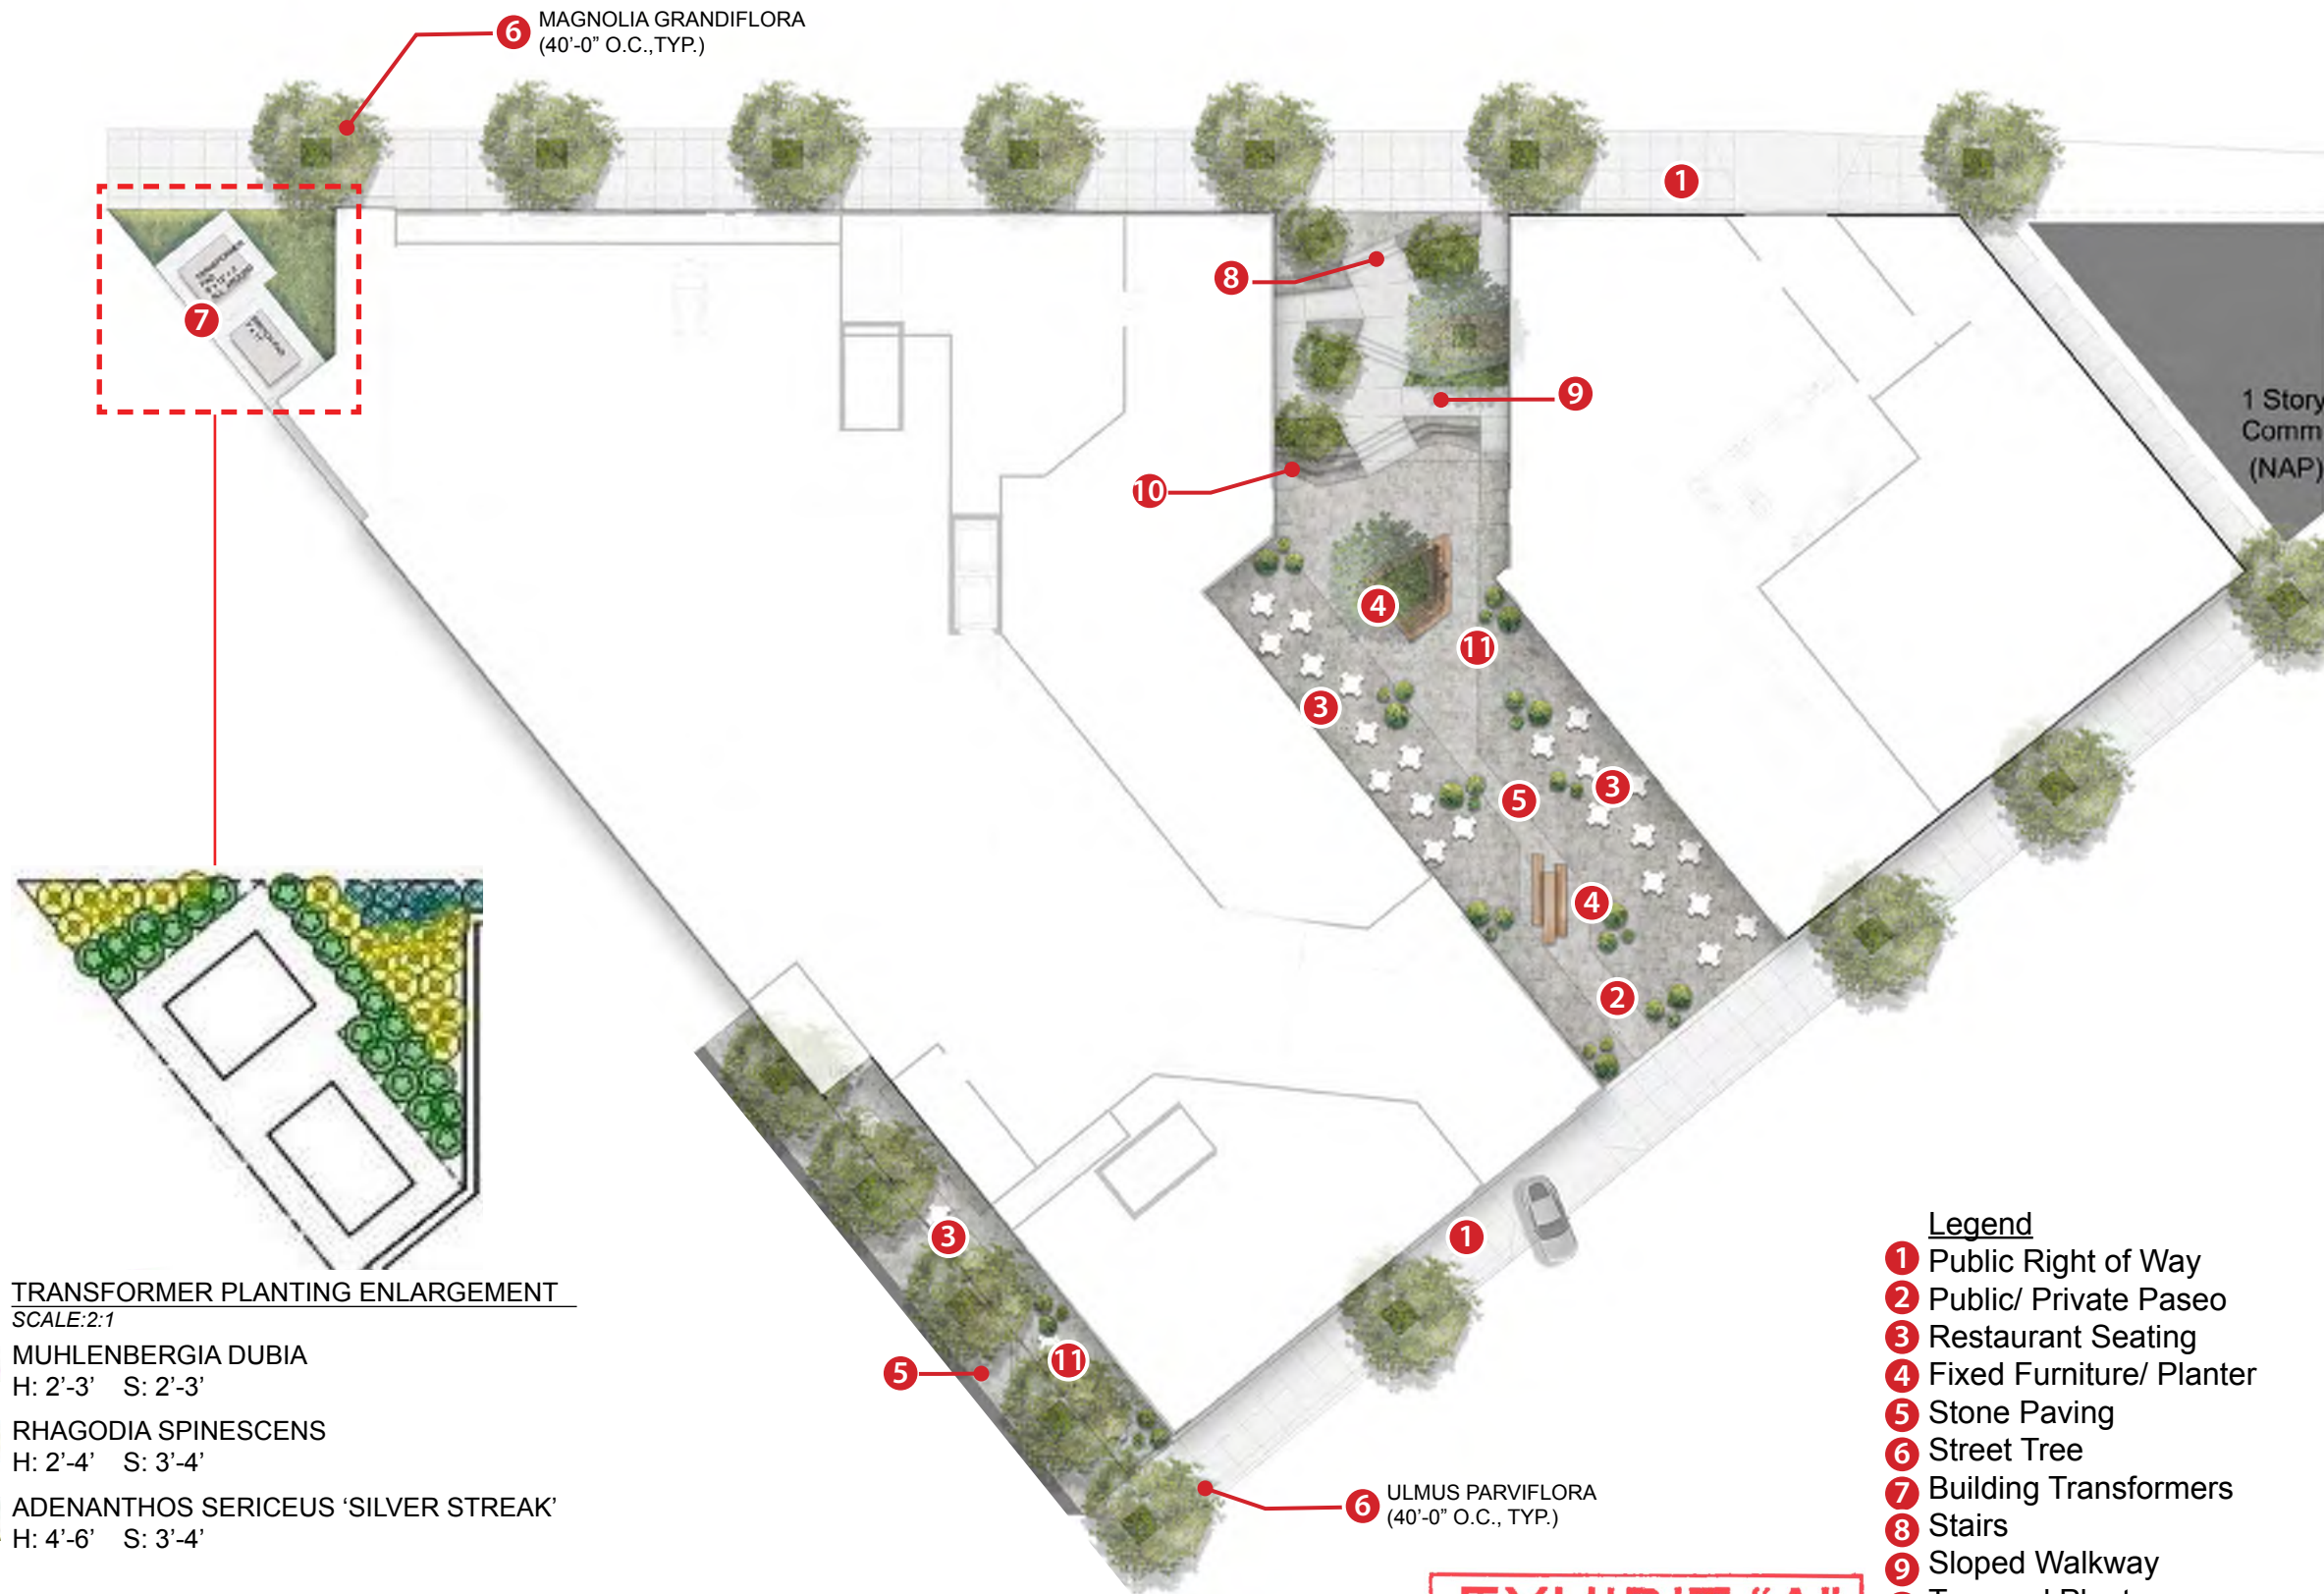 6 MAGNOLIA GRANDIFLORA
(40'-0" O.C.,TYP.)
1
TRANSFORMER
7
8
9
1 Story
Comm
(NAP)
10
4
11
3
3
5
4
2
3
1
11
5
TRANSFORMER PLANTING ENLARGEMENT
SCALE:2:1
MUHLENBERGIA DUBIA
H: 2'-3' S: 2'-3'
RHAGODIA SPINESCENS
H: 2'-4' S: 3'-4'
ADENANTHOS SERICEUS 'SILVER STREAK'
H: 4'-6' S: 3'-4'
6 ULMUS PARVIFLORA
(40'-0" O.C., TYP.)
Legend
1 Public Right of Way
2 Public/ Private Paseo
3 Restaurant Seating
4 Fixed Furniture/ Planter
5 Stone Paving
6 Street Tree
7 Building Transformers
8 Stairs
9 Sloped Walkway